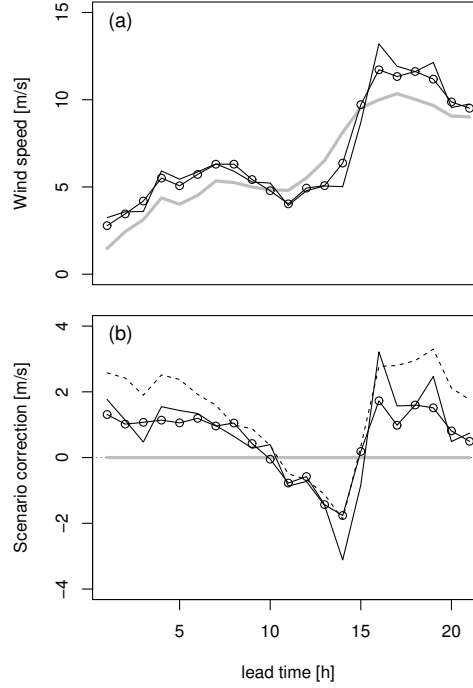 (a)
Wind speed [m/s]
15
10
5
0
(b)
Scenario correction [m/s]
4
2
0
−2
−4
5 10 15 20
lead time [h]